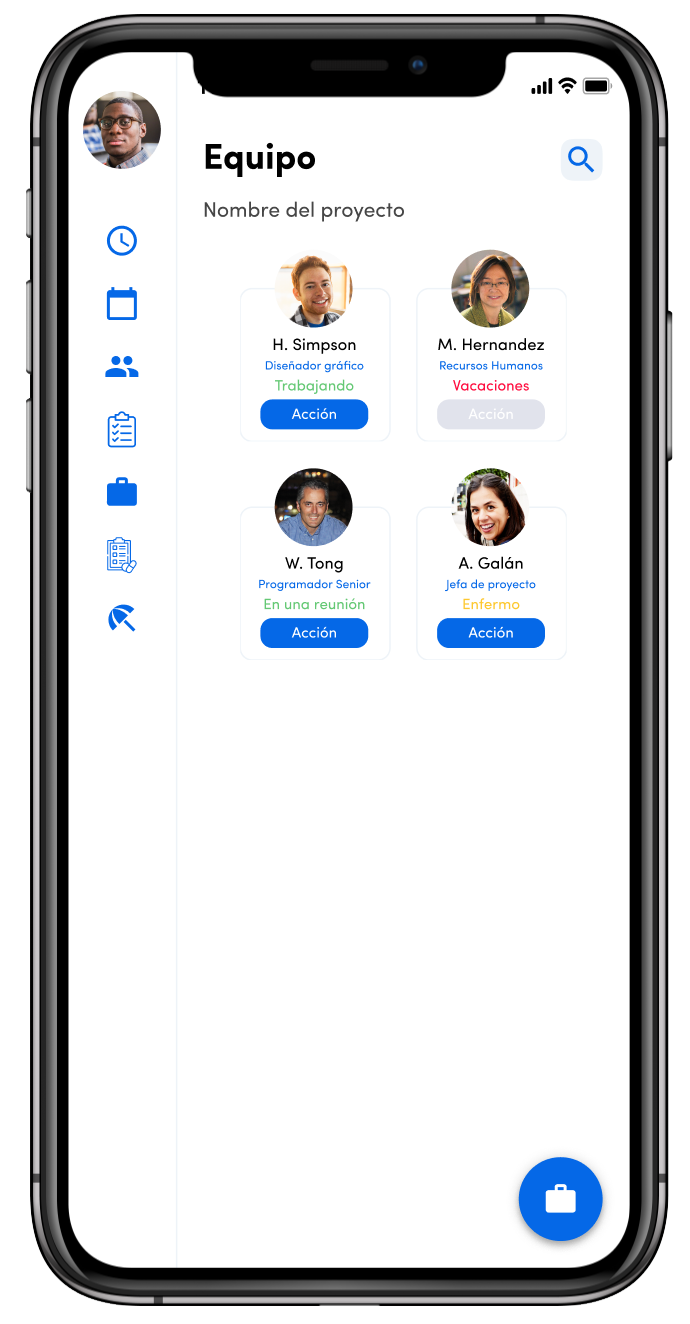 Equipo
Nombre del proyecto
H. Simpson
Diseñador gráfico
Trabajando
Acción
M. Hernandez
Recursos Humanos
Vacaciones
Acción
W. Tong
Programador Senior
En una reunión
Acción
A. Galán
Jefa de proyecto
Enfermo
Acción